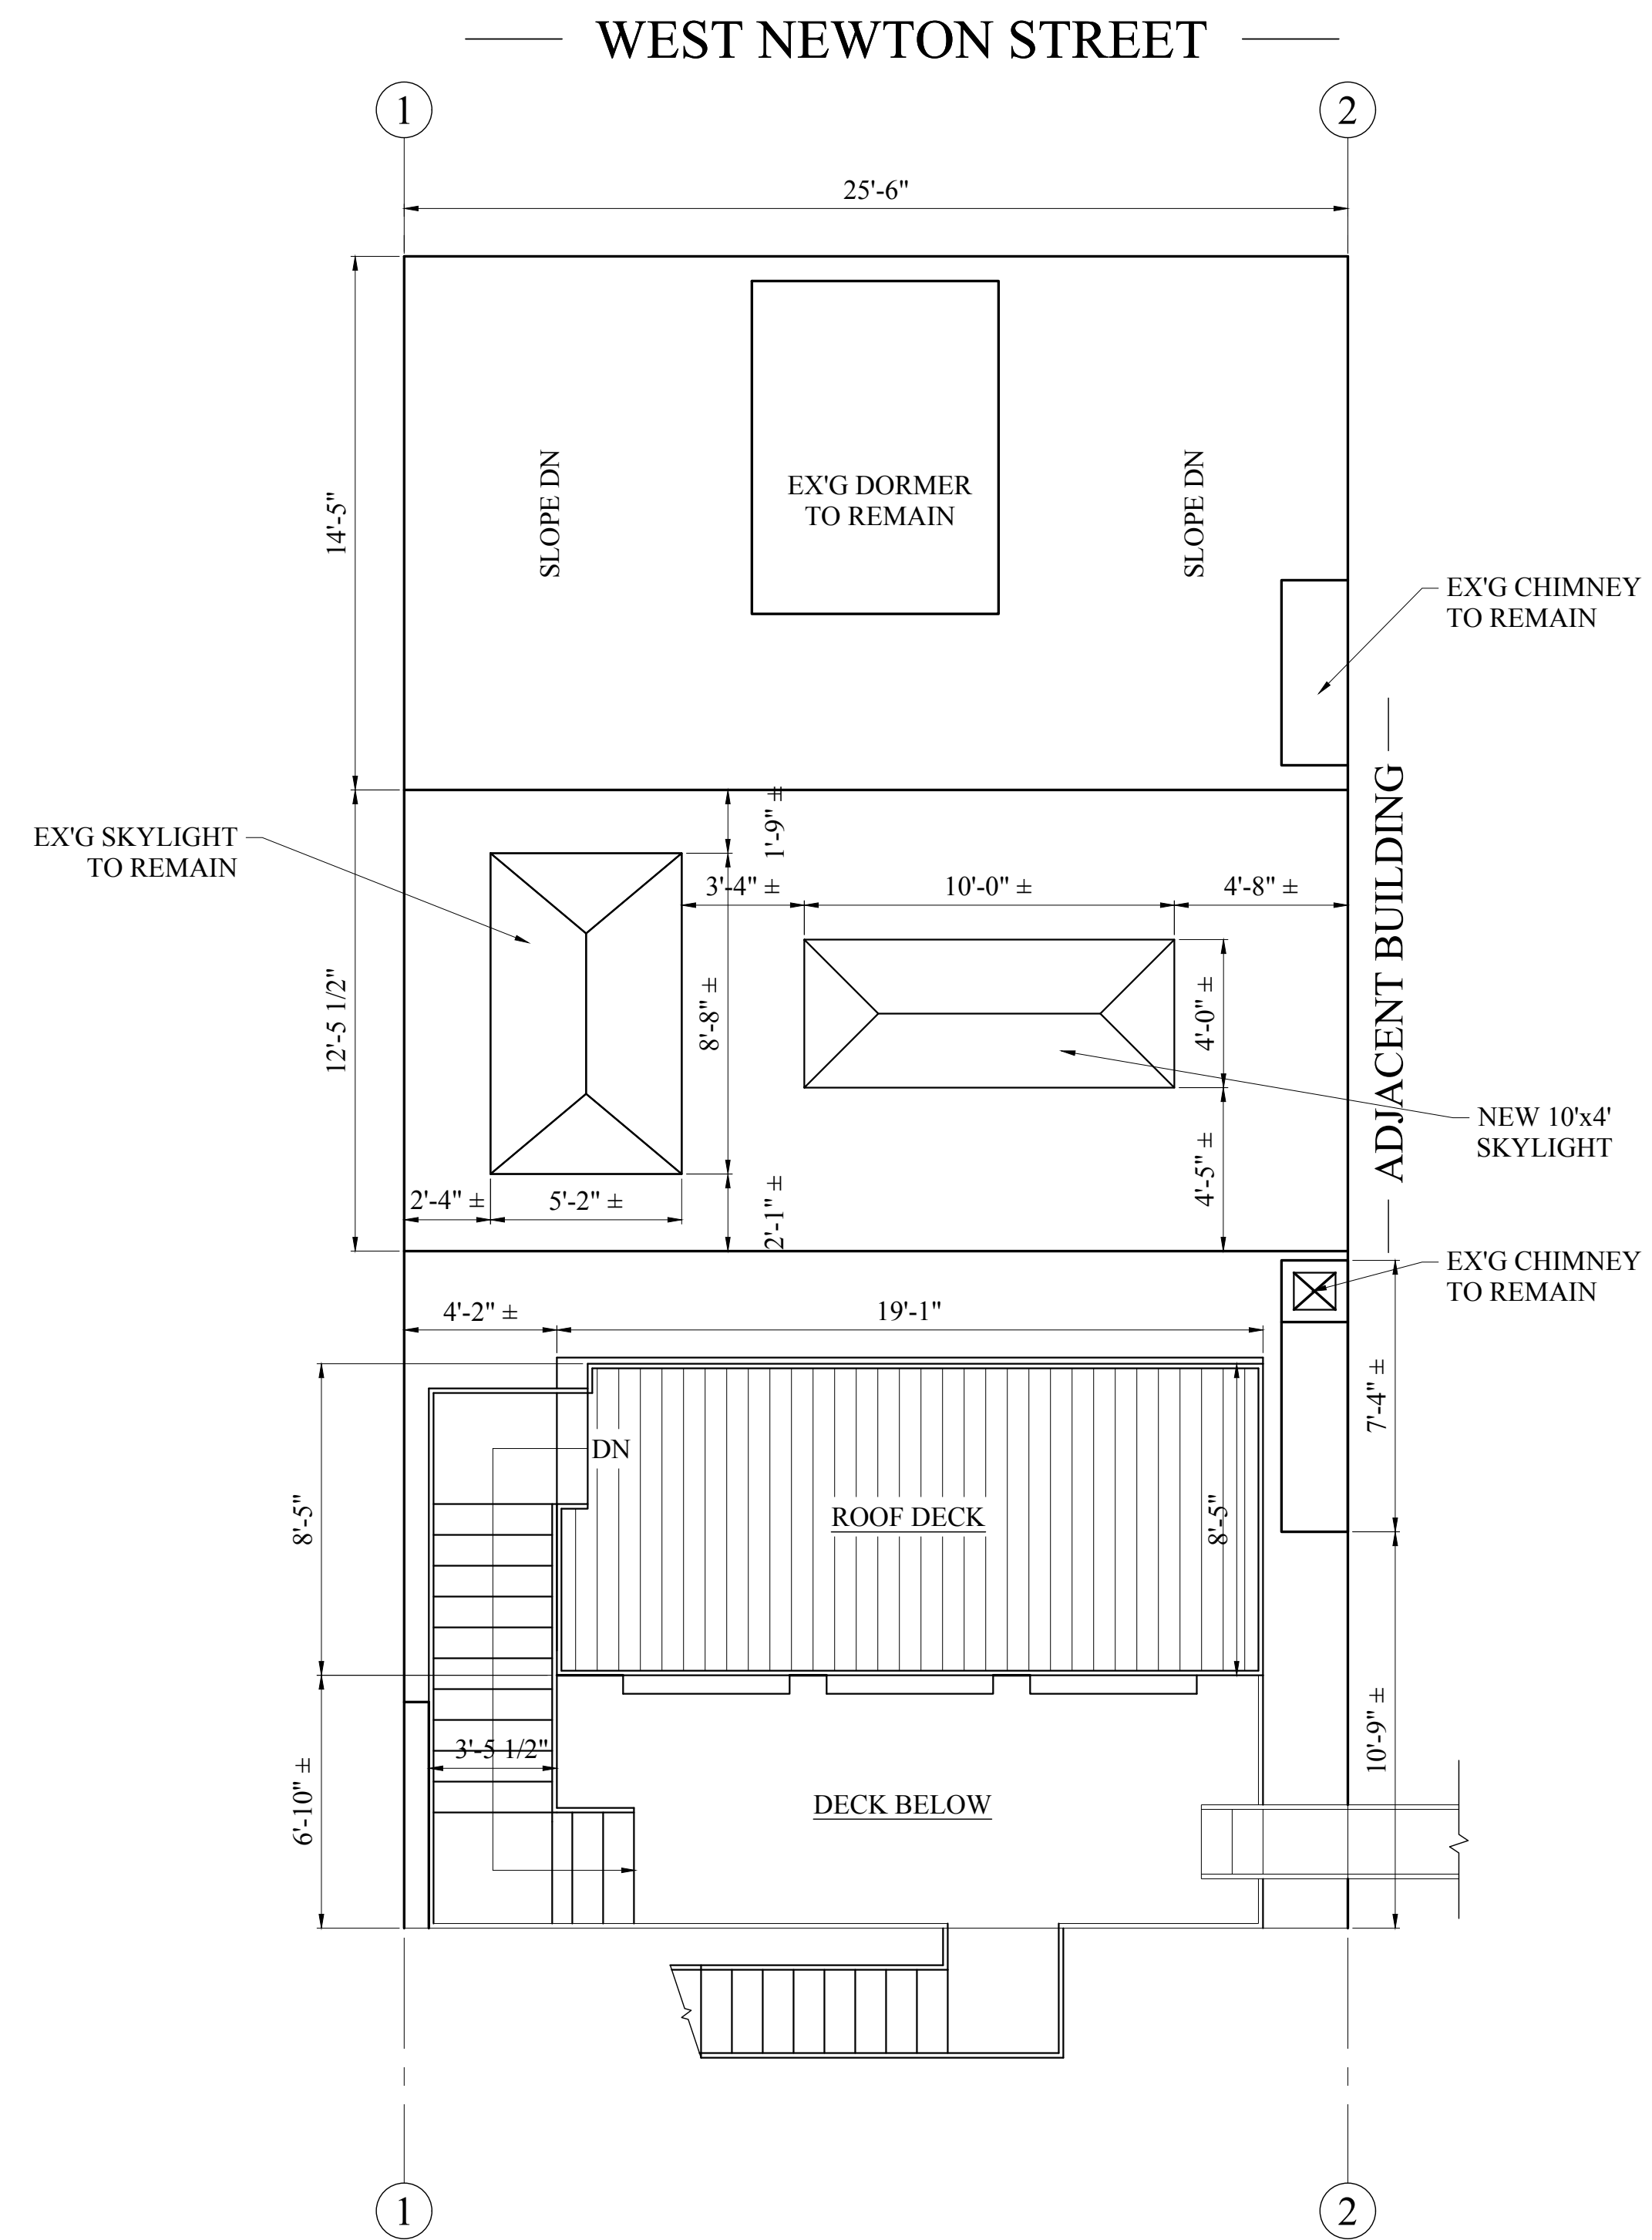 WEST NEWTON STREET
1
2
25'-6"
14'-5"
SLOPE DN
EX'G DORMER
TO REMAIN
SLOPE DN
EX'G CHIMNEY
TO REMAIN
ADJACENT BUILDING
EX'G SKYLIGHT
TO REMAIN
1'-9" ±
3'-4" ±
10'-0" ±
4'-8" ±
12'-5 1/2"
8'-8" ±
4'-0" ±
NEW 10'x4'
SKYLIGHT
4'-5" ±
2'-4" ±
5'-2" ±
2'-1" ±
EX'G CHIMNEY
TO REMAIN
4'-2" ±
19'-1"
7'-4" ±
DN
8'-5"
ROOF DECK
8'-5"
3'-5 1/2"
10'-9" ±
6'-10" ±
DECK BELOW
1
2